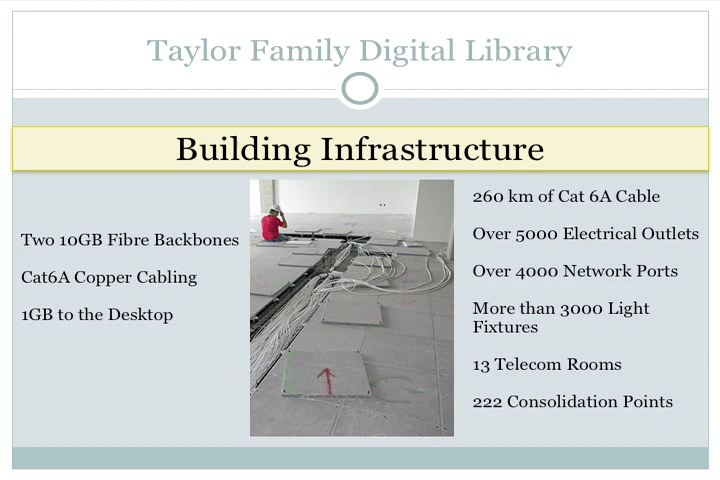 Taylor Family Digital Library
Building Infrastructure
Two 10GB Fibre Backbones
Cat6A Copper Cabling
1GB to the Desktop
260 km of Cat 6A Cable
Over 5000 Electrical Outlets
Over 4000 Network Ports
More than 3000 Light
Fixtures
13 Telecom Rooms
222 Consolidation Points